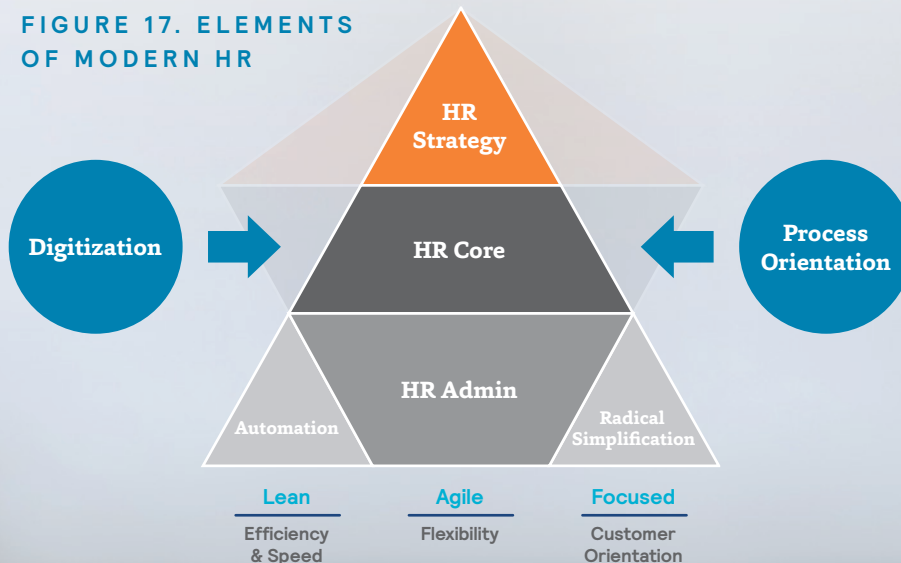 FIGURE 17. ELEMENTS
OF MODERN HR
HR
Strategy
Digitization
HR Core
Process
Orientation
HR Admin
Automation
Radical
Simplification
Lean
Agile
Focused
Efficiency
& Speed
Flexibility
Customer
Orientation